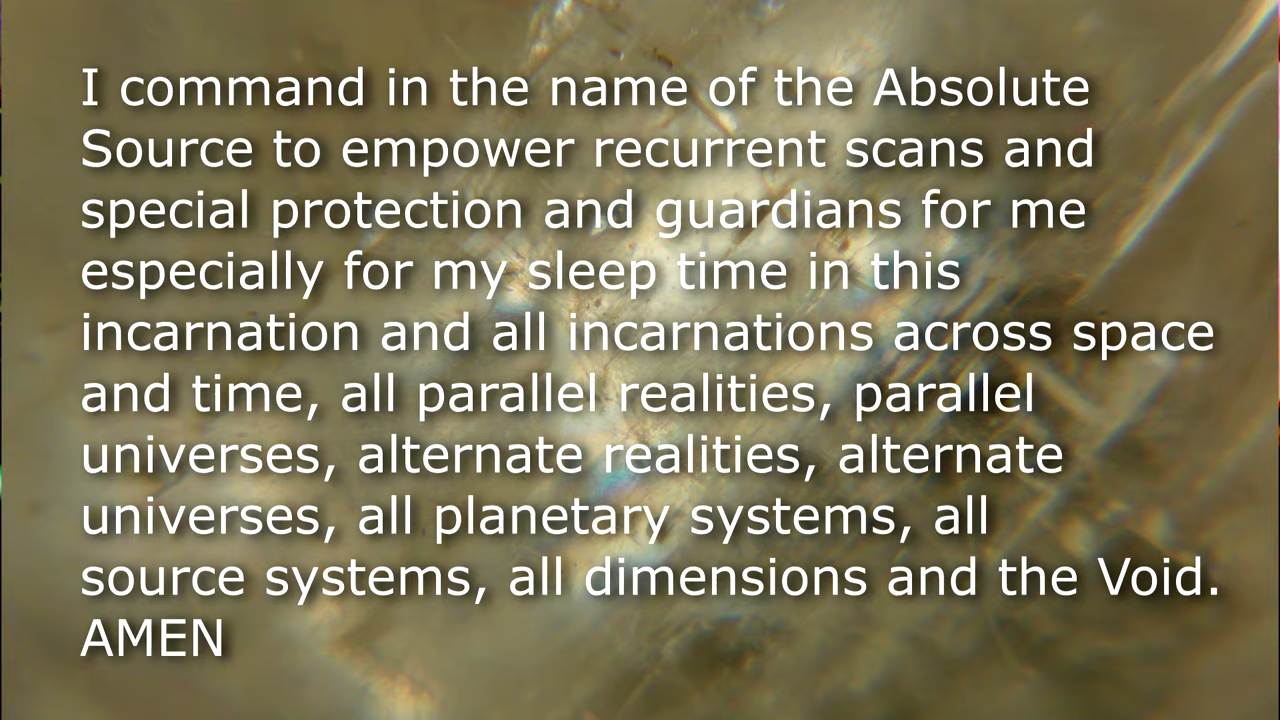 I command in the name of the Absolute
Source to empower recurrent scans and
special protection and guardians for me
especially for my sleep time in this
incarnation and all incarnations across space
and time, all parallel realities, parallel
universes, alternate realities, alternate
universes, all planetary systems, all
source systems, all dimensions and the Void.
AMEN